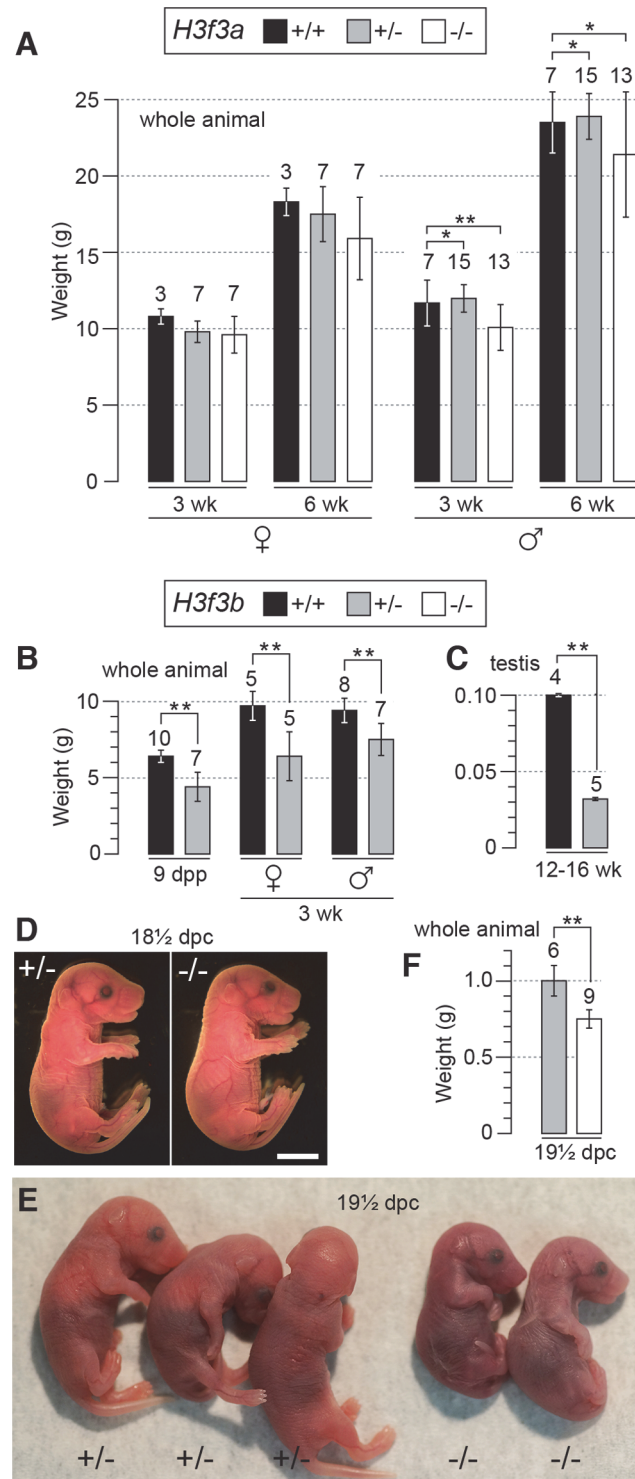 H3f3a +/+ +/- -/-
A
whole animal
Weight (g)
25
20
15
10
5
0
3 7 7
3 7 7
7 15 13
7 15 13
* **
* *
3 wk 6 wk 3 wk 6 wk
♀ ♂
H3f3b +/+ +/- -/-
B
whole animal
Weight (g)
10
5
0
10 7
5 5
8 7
** ** **
9 dpp ♀ ♂
3 wk
C
testis
0.10
0.05
0
4 5
**
12-16 wk
D
18½ dpc
+/- -/-
F
whole animal
Weight (g)
1.0
0.5
0
6 9
**
19½ dpc
E
19½ dpc
+/- +/- +/- -/- -/-